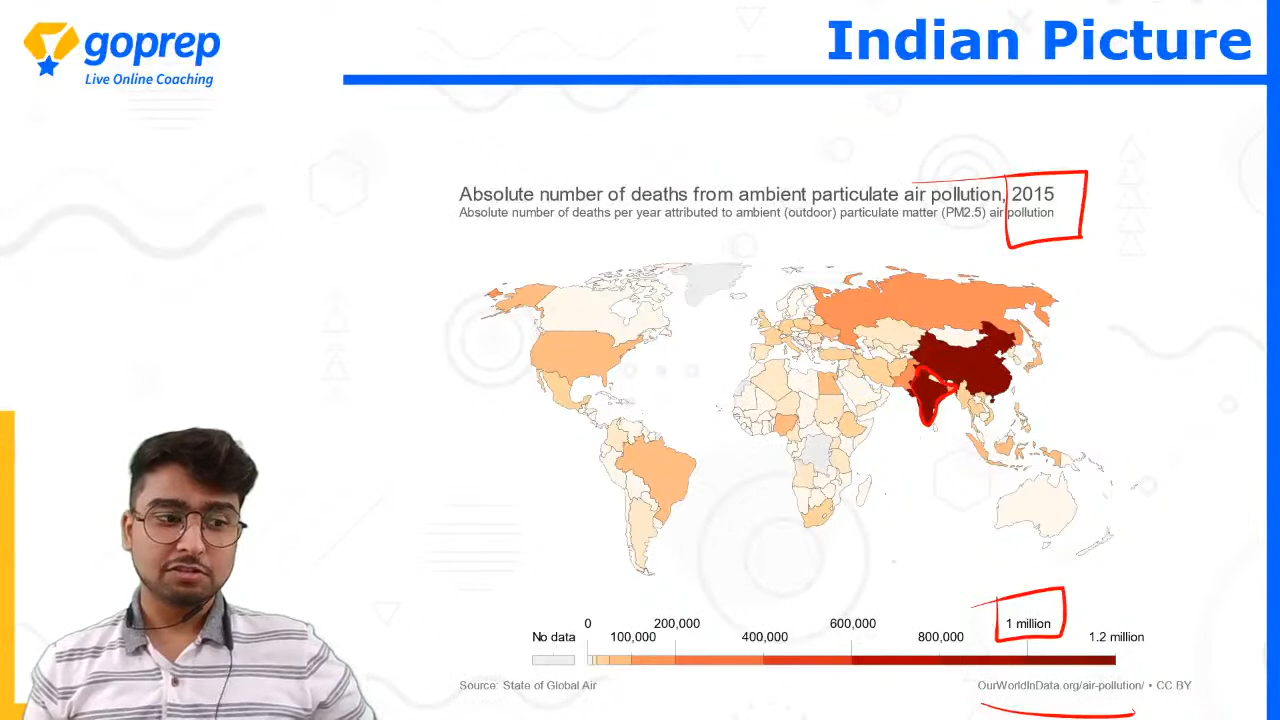 goprep
Live Online Coaching
Indian Picture
Absolute number of deaths from ambient particulate air pollution, 2015
Absolute number of deaths per year attributed to ambient (outdoor) particulate matter (PM2.5) air pollution
0 200,000 600,000 1 million
No data 100,000 400,000 800,000 1.2 million
Source: State of Global Air
OurWorldInData.org/air-pollution/ • CC BY